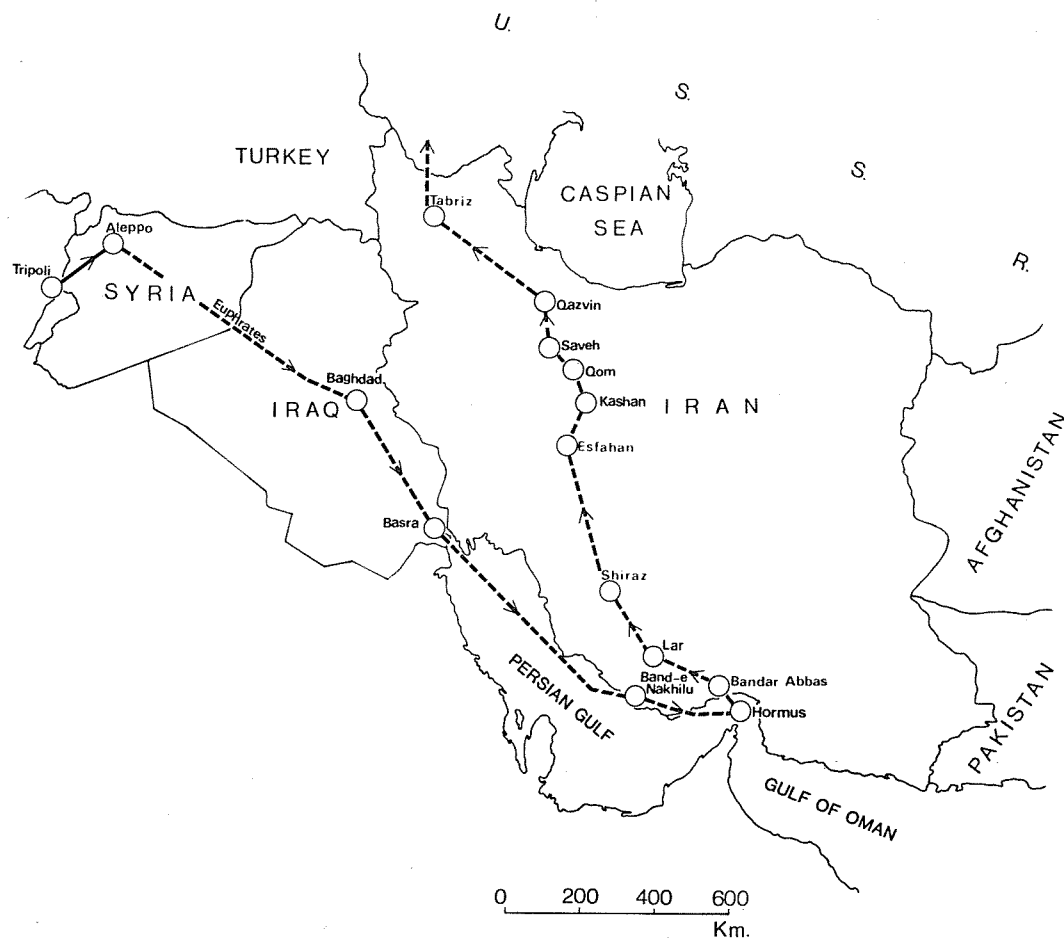 U.
S.
S.
R.
TURKEY
CASPIAN
SEA
Tabriz
Aleppo
Tripoli
SYRIA
Euphrates
Qazvin
Saveh
Qom
Baghdad
IRAQ
Kashan
IRAN
Esfahan
AFGHANISTAN
Basra
Shiraz
Lar
Band-e
Nakhilu
Bandar Abbas
Hormus
PERSIAN GULF
PAKISTAN
GULF OF OMAN
0 200 400 600
Km.